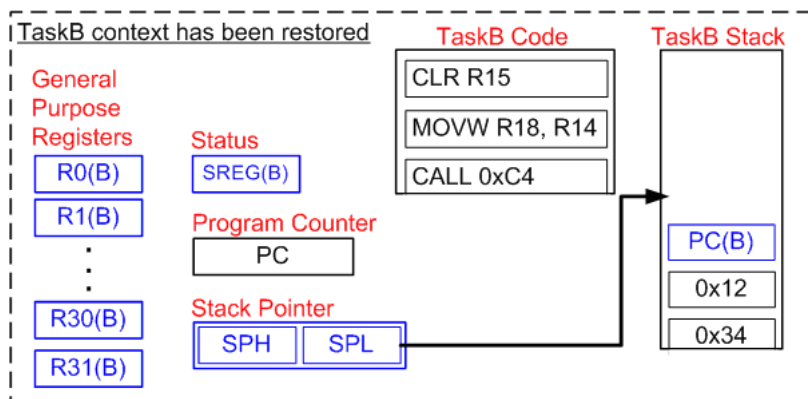 TaskB context has been restored
General
Purpose
Registers
R0(B)
R1(B)
R30(B)
R31(B)
Status
SREG(B)
Program Counter
PC
Stack Pointer
SPH SPL
TaskB Code
CLR R15
MOVW R18, R14
CALL 0xC4
TaskB Stack
PC(B)
0x12
0x34